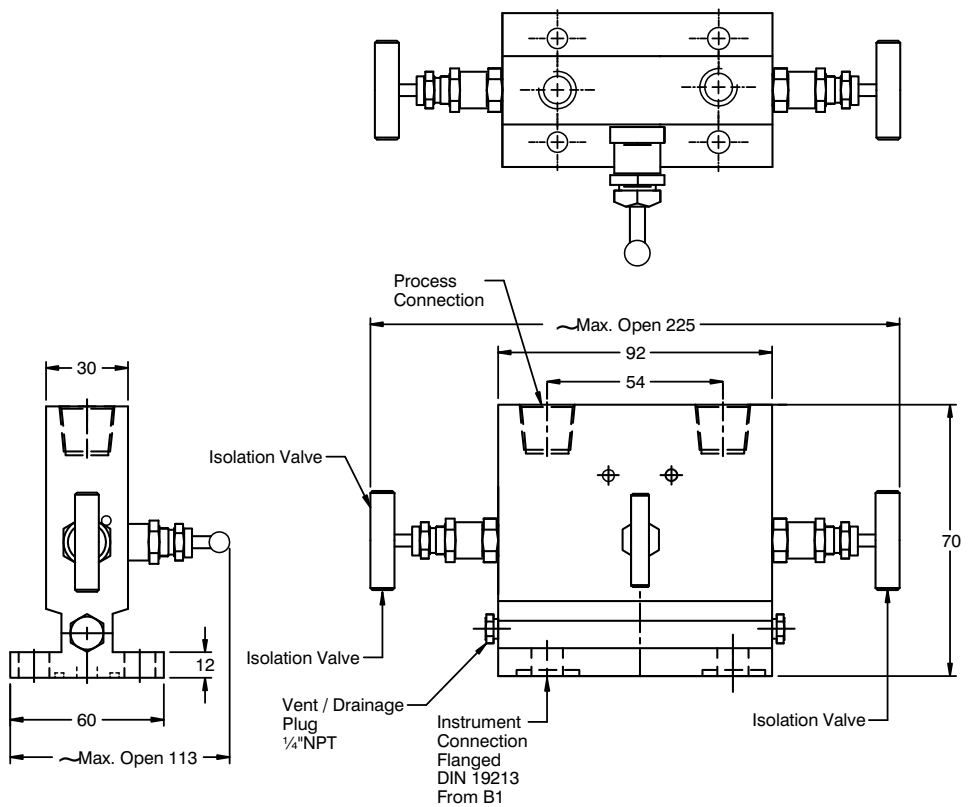 Process
Connection
~Max. Open 225
92
30
54
Isolation Valve
70
Isolation Valve
12
Vent / Drainage
Plug
¼"NPT
Instrument
Connection
Flanged
DIN 19213
From B1
Isolation Valve
60
~Max. Open 113